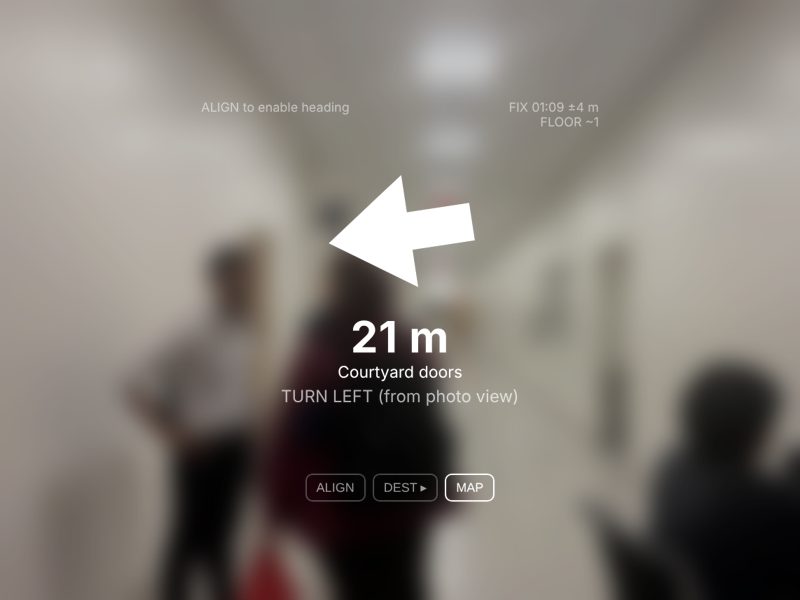 ALIGN to enable heading
FIX 01:09 ±4 m
FLOOR ~1
21 m
Courtyard doors
TURN LEFT (from photo view)
ALIGN
DEST ▸
MAP